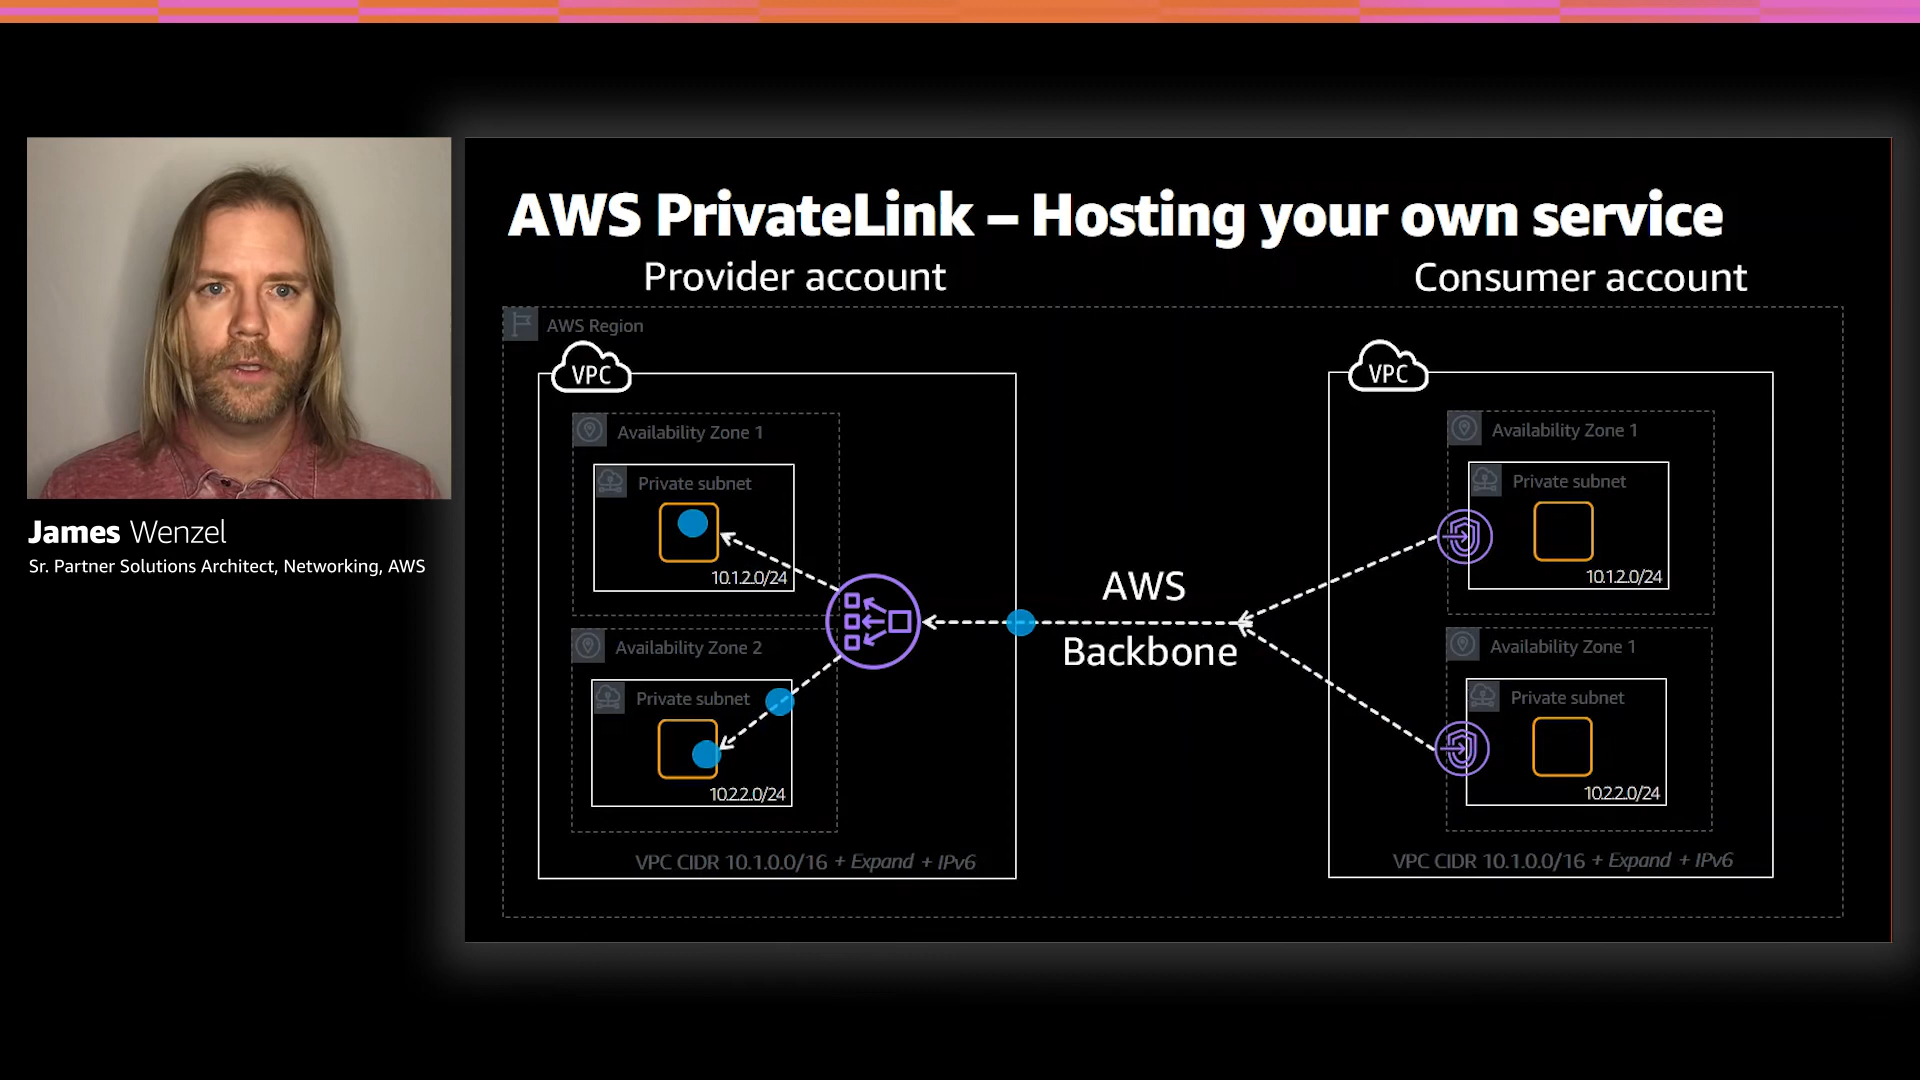 AWS PrivateLink – Hosting your own service
Provider account
Consumer account
AWS Region
VPC
VPC
Availability Zone 1
Private subnet
10.1.2.0/24
Availability Zone 2
Private subnet
10.2.2.0/24
VPC CIDR 10.1.0.0/16 + Expand + IPv6
AWS
Backbone
Availability Zone 1
Private subnet
10.1.2.0/24
Availability Zone 1
Private subnet
10.2.2.0/24
VPC CIDR 10.1.0.0/16 + Expand + IPv6
James Wenzel
Sr. Partner Solutions Architect, Networking, AWS